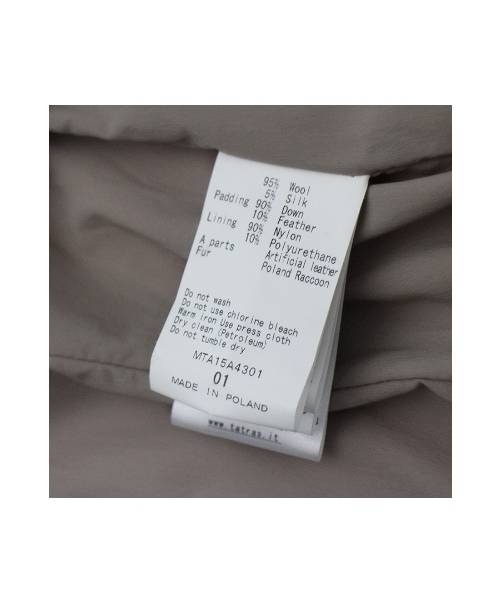 95% Wool
5% Silk
Padding 90% Down
10% Feather
Lining 90% Nylon
10% Polyurethane
A parts Artificial leather
Fur Poland Raccoon
Do not wash
Do not use chlorine bleach
Warm iron Use press cloth
Dry clean (Petroleum)
Do not tumble dry
MTA15A4301
01
MADE IN POLAND
www.tatras.it